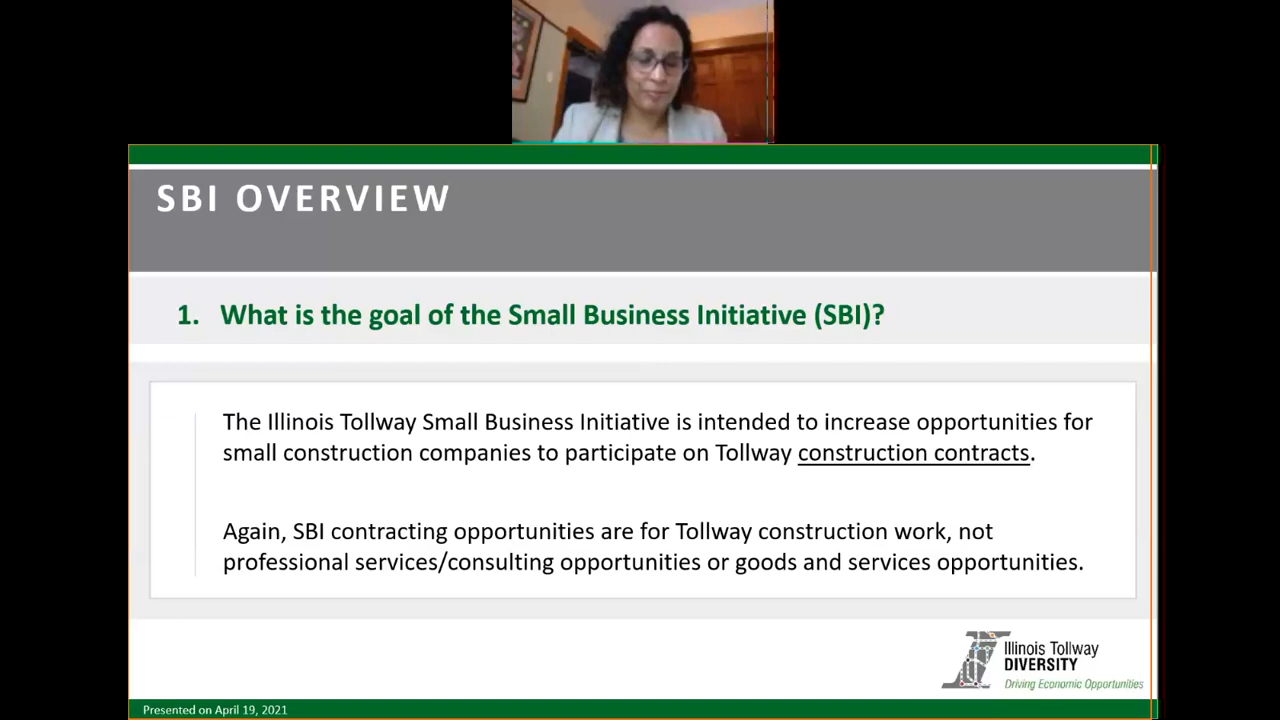 SBI OVERVIEW
1. What is the goal of the Small Business Initiative (SBI)?
The Illinois Tollway Small Business Initiative is intended to increase opportunities for
small construction companies to participate on Tollway construction contracts.
Again, SBI contracting opportunities are for Tollway construction work, not
professional services/consulting opportunities or goods and services opportunities.
Illinois Tollway
DIVERSITY
Driving Economic Opportunities
Presented on April 19, 2021